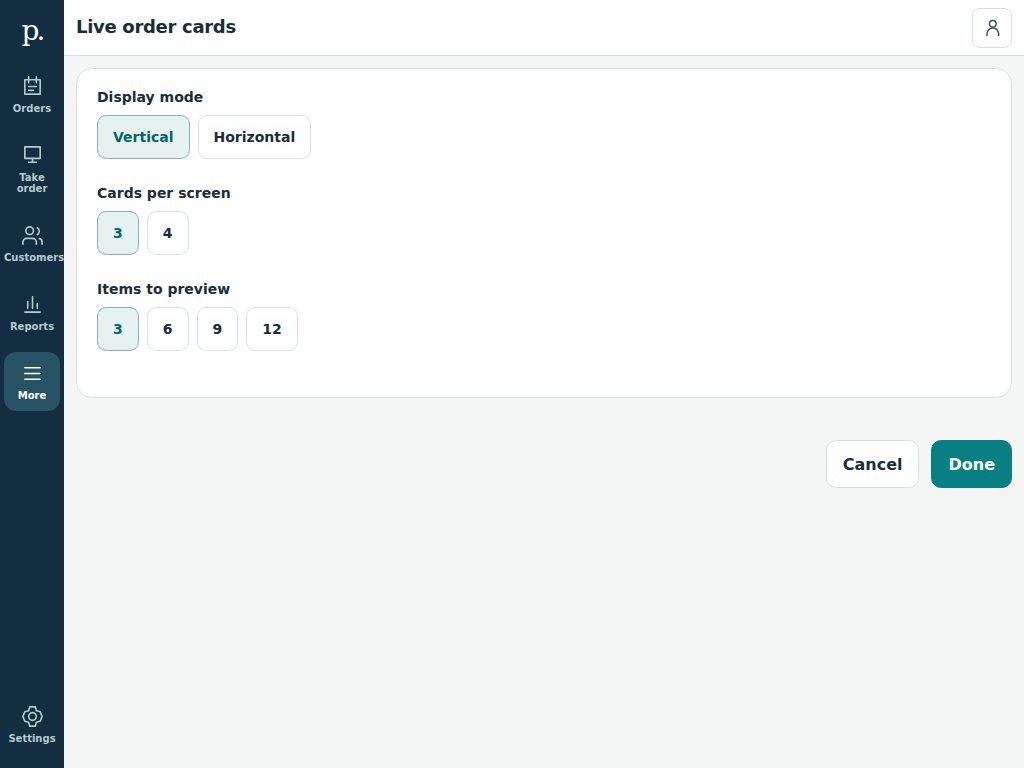 p.
Live order cards
Orders
Take
order
Customers
Reports
More
Settings
Display mode
Vertical
Horizontal
Cards per screen
3
4
Items to preview
3
6
9
12
Cancel
Done